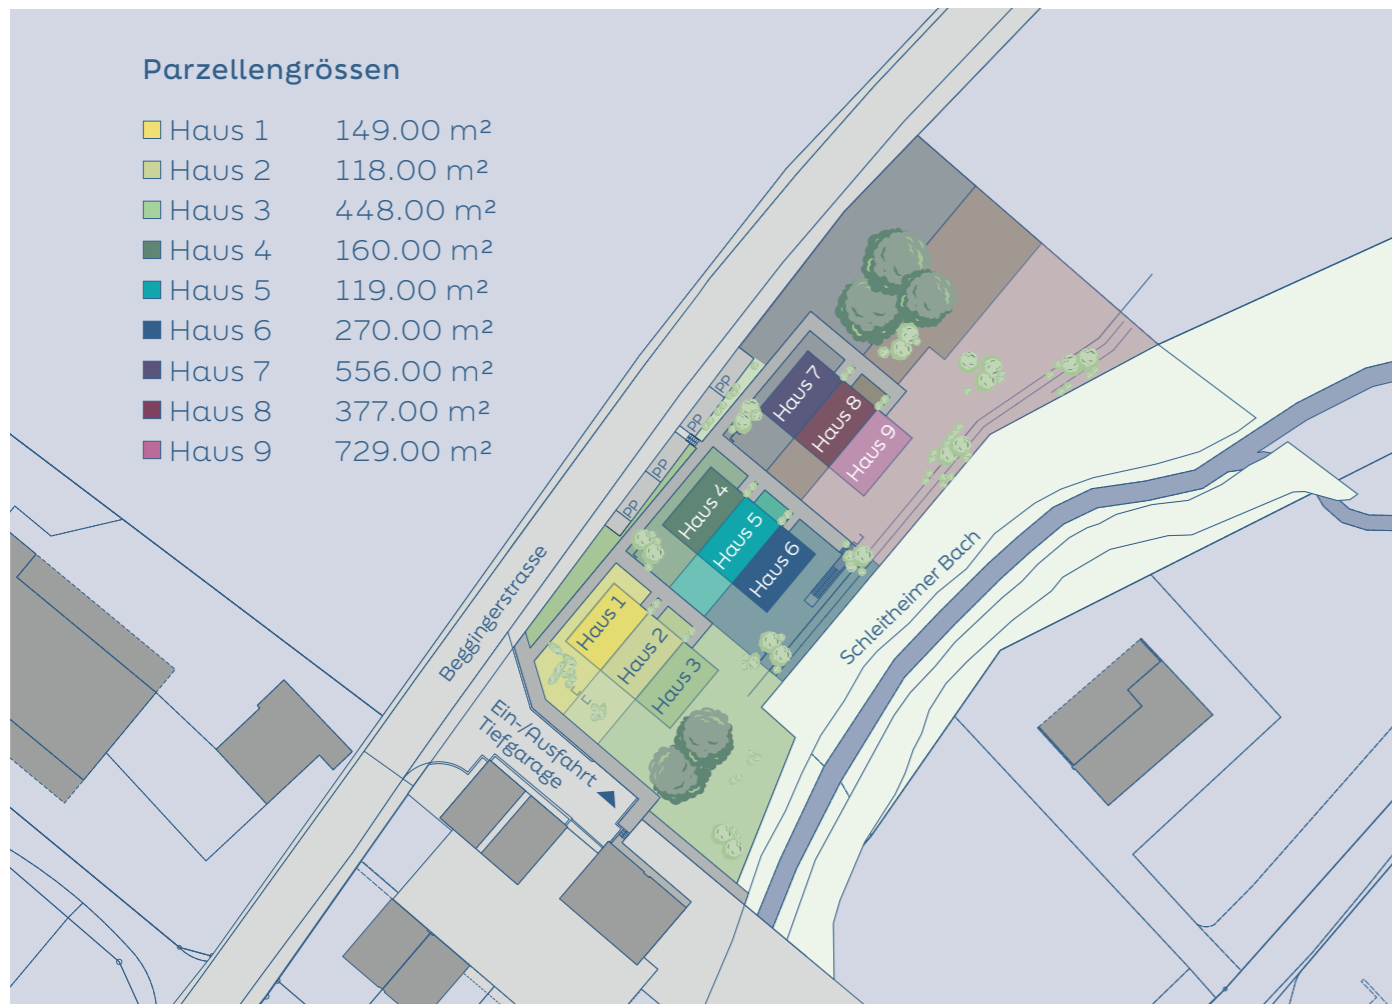 Parzellengrössen
Haus 1 149.00 m²
Haus 2 118.00 m²
Haus 3 448.00 m²
Haus 4 160.00 m²
Haus 5 119.00 m²
Haus 6 270.00 m²
Haus 7 556.00 m²
Haus 8 377.00 m²
Haus 9 729.00 m²
PP
PP
PP
PP
Haus 7
Haus 8
Haus 9
Haus 4
Haus 5
Haus 6
Haus 1
Haus 2
Haus 3
Beggingerstrasse
Schleitheimer Bach
Ein-/Ausfahrt
Tiefgarage